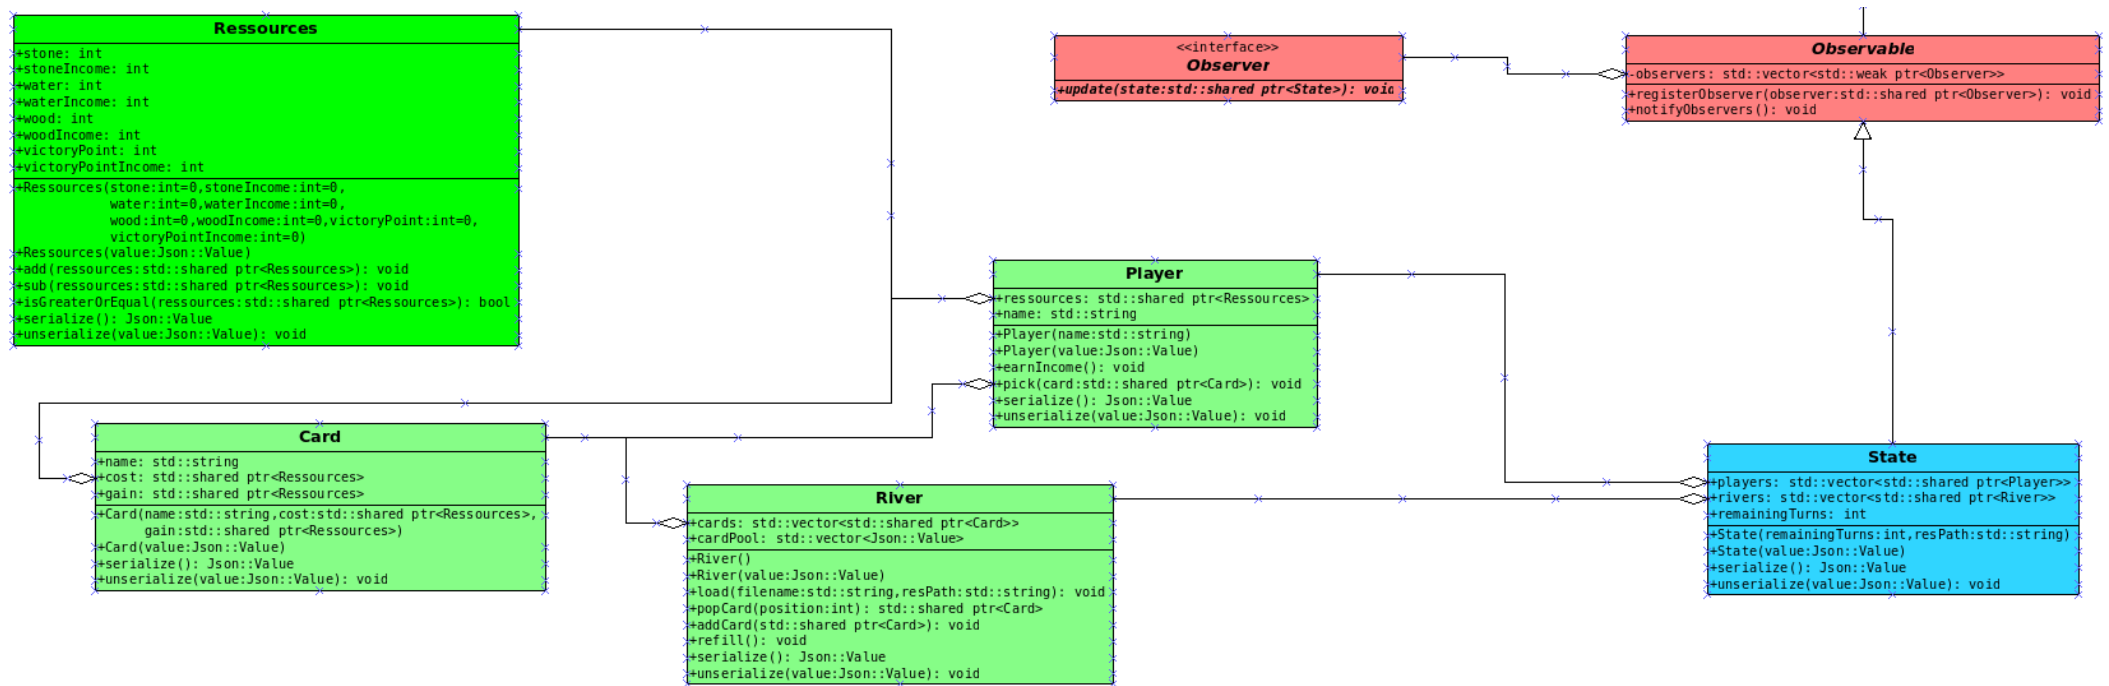 Ressources
+stone: int
+stoneIncome: int
+water: int
+waterIncome: int
+wood: int
+woodIncome: int
+victoryPoint: int
+victoryPointIncome: int
+Ressources(stone:int=0,stoneIncome:int=0,
water:int=0,waterIncome:int=0,
wood:int=0,woodIncome:int=0,victoryPoint:int=0,
victoryPointIncome:int=0)
+Ressources(value:Json::Value)
+add(ressources:std::shared ptr<Ressources>): void
+sub(ressources:std::shared ptr<Ressources>): void
+isGreaterOrEqual(ressources:std::shared ptr<Ressources>): bool
+serialize(): Json::Value
+unserialize(value:Json::Value): void
<<interface>>
Observer
+update(state:std::shared ptr<State>): void
Observable
-observers: std::vector<std::weak ptr<Observer>>
+registerObserver(observer:std::shared ptr<Observer>): void
+notifyObservers(): void
Player
+ressources: std::shared ptr<Ressources>
+name: std::string
+Player(name:std::string)
+Player(value:Json::Value)
+earnIncome(): void
+pick(card:std::shared ptr<Card>): void
+serialize(): Json::Value
+unserialize(value:Json::Value): void
Card
+name: std::string
+cost: std::shared ptr<Ressources>
+gain: std::shared ptr<Ressources>
+Card(name:std::string,cost:std::shared ptr<Ressources>,
gain:std::shared ptr<Ressources>)
+Card(value:Json::Value)
+serialize(): Json::Value
+unserialize(value:Json::Value): void
River
+cards: std::vector<std::shared ptr<Card>>
+cardPool: std::vector<Json::Value>
+River()
+River(value:Json::Value)
+load(filename:std::string,resPath:std::string): void
+popCard(position:int): std::shared ptr<Card>
+addCard(std::shared ptr<Card>): void
+refill(): void
+serialize(): Json::Value
+unserialize(value:Json::Value): void
State
+players: std::vector<std::shared ptr<Player>>
+rivers: std::vector<std::shared ptr<River>>
+remainingTurns: int
+State(remainingTurns:int,resPath:std::string)
+State(value:Json::Value)
+serialize(): Json::Value
+unserialize(value:Json::Value): void